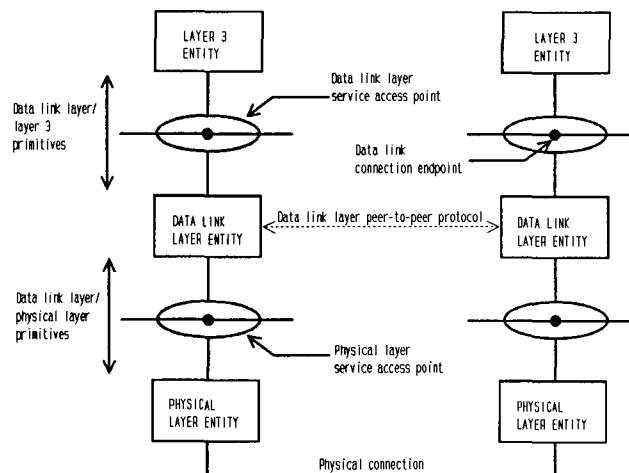 LAYER 3
ENTITY
LAYER 3
ENTITY
Data link layer
service access point
Data link layer/
layer 3
primitives
Data link
connection endpoint
DATA LINK
LAYER ENTITY
Data link layer peer-to-peer protocol
DATA LINK
LAYER ENTITY
Data link layer/
physical layer
primitives
Physical layer
service access point
PHYSICAL
LAYER ENTITY
PHYSICAL
LAYER ENTITY
Physical connection